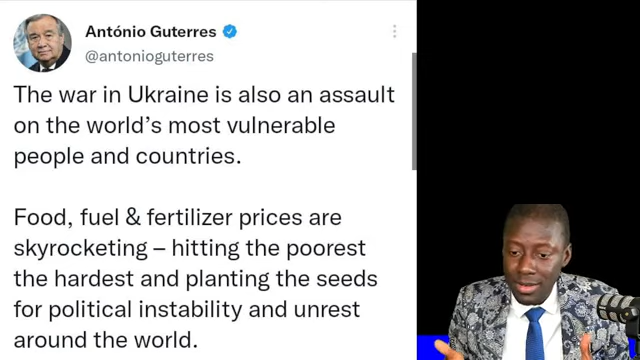 António Guterres
@antonioguterres
The war in Ukraine is also an assault
on the world's most vulnerable
people and countries.
Food, fuel & fertilizer prices are
skyrocketing – hitting the poorest
the hardest and planting the seeds
for political instability and unrest
around the world.